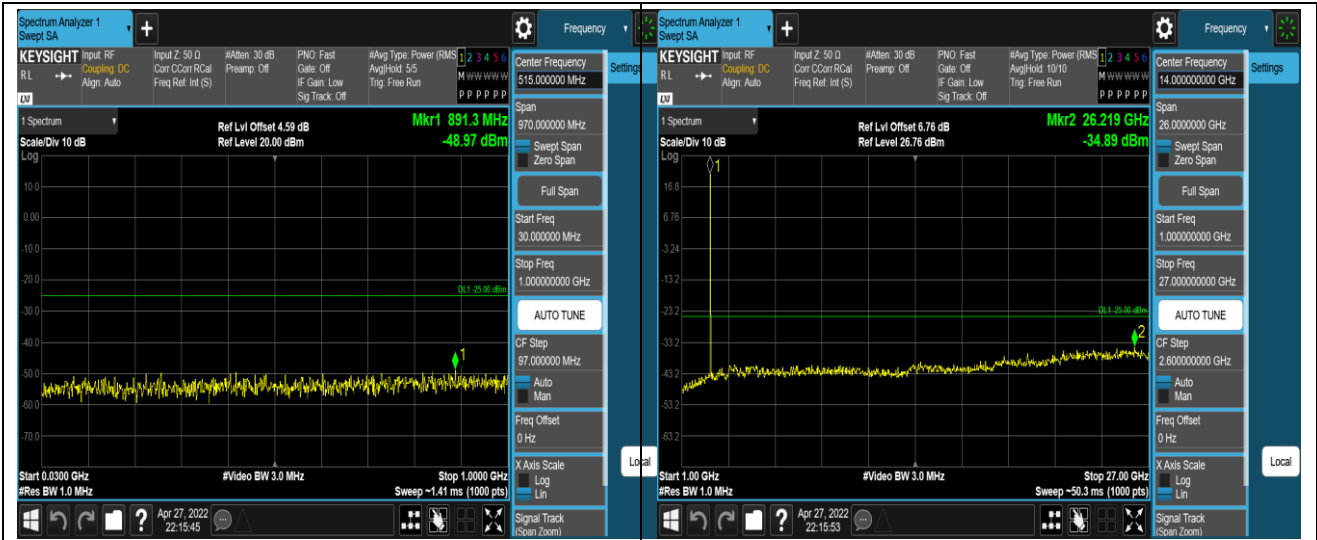 Spectrum Analyzer 1
Swept SA
+
Frequency
KEYSIGHT
RL
LXI
Input: RF
Coupling: DC
Align: Auto
Input Z: 50 Ω
Corr CCorr RCal
Freq Ref: Int (S)
#Atten: 30 dB
Preamp: Off
PNO: Fast
Gate: Off
IF Gain: Low
Sig Track: Off
#Avg Type: Power (RMS
Avg|Hold: 5/5
Trig: Free Run
1 2 3 4 5 6
M W W W W W
P P P P P P
Center Frequency
515.000000 MHz
Settings
1 Spectrum
Scale/Div 10 dB
Log
Ref Lvl Offset 4.59 dB
Ref Level 20.00 dBm
Mkr1 891.3 MHz
-48.97 dBm
10.0
0.00
-10.0
-20.0
-30.0
-40.0
-50.0
-60.0
-70.0
DL1 -25.00 dBm
1
Span
970.000000 MHz
Swept Span
Zero Span
Full Span
Start Freq
30.000000 MHz
Stop Freq
1.000000000 GHz
AUTO TUNE
CF Step
97.000000 MHz
Auto
Man
Freq Offset
0 Hz
X Axis Scale
Log
Lin
Signal Track
(Span Zoom)
Local
Start 0.0300 GHz
#Res BW 1.0 MHz
#Video BW 3.0 MHz
Stop 1.0000 GHz
Sweep ~1.41 ms (1000 pts)
?
Apr 27, 2022
22:15:45
Spectrum Analyzer 1
Swept SA
+
Frequency
KEYSIGHT
RL
LXI
Input: RF
Coupling: DC
Align: Auto
Input Z: 50 Ω
Corr CCorr RCal
Freq Ref: Int (S)
#Atten: 30 dB
Preamp: Off
PNO: Fast
Gate: Off
IF Gain: Low
Sig Track: Off
#Avg Type: Power (RMS
Avg|Hold: 10/10
Trig: Free Run
1 2 3 4 5 6
M W W W W W
P P P P P P
Center Frequency
14.000000000 GHz
Settings
1 Spectrum
Scale/Div 10 dB
Log
Ref Lvl Offset 6.76 dB
Ref Level 26.76 dBm
Mkr2 26.219 GHz
-34.89 dBm
1
16.8
6.76
-3.24
-13.2
-23.2
-33.2
-43.2
-53.2
-63.2
DL1 -25.00 dBm
2
Span
26.0000000 GHz
Swept Span
Zero Span
Full Span
Start Freq
1.000000000 GHz
Stop Freq
27.000000000 GHz
AUTO TUNE
CF Step
2.600000000 GHz
Auto
Man
Freq Offset
0 Hz
X Axis Scale
Log
Lin
Signal Track
(Span Zoom)
Local
Start 1.00 GHz
#Res BW 1.0 MHz
#Video BW 3.0 MHz
Stop 27.00 GHz
Sweep ~50.3 ms (1000 pts)
?
Apr 27, 2022
22:15:53